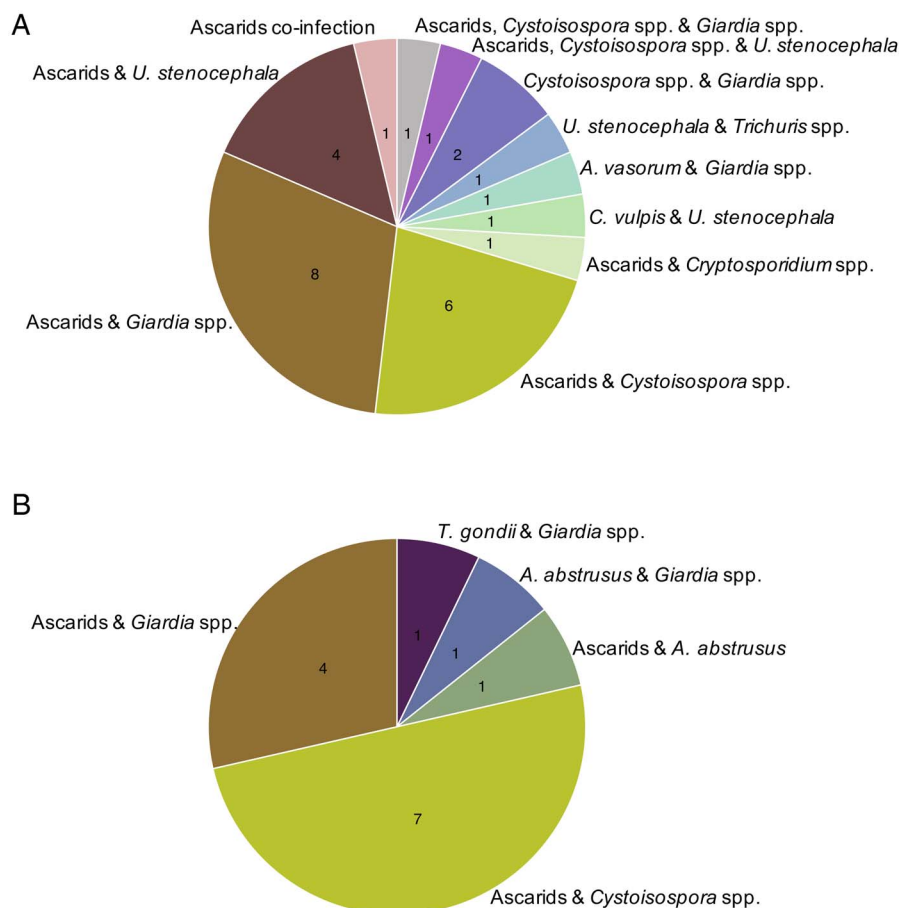 A
Ascarids co-infection
Ascarids, Cystoisospora spp. & Giardia spp.
Ascarids, Cystoisospora spp. & U. stenocephala
Ascarids & U. stenocephala
Cystoisospora spp. & Giardia spp.
U. stenocephala & Trichuris spp.
1
1
1
4
2
A. vasorum & Giardia spp.
1
1
C. vulpis & U. stenocephala
1
1
Ascarids & Cryptosporidium spp.
8
6
Ascarids & Giardia spp.
Ascarids & Cystoisospora spp.
B
T. gondii & Giardia spp.
A. abstrusus & Giardia spp.
Ascarids & Giardia spp.
1
1
Ascarids & A. abstrusus
4
1
7
Ascarids & Cystoisospora spp.